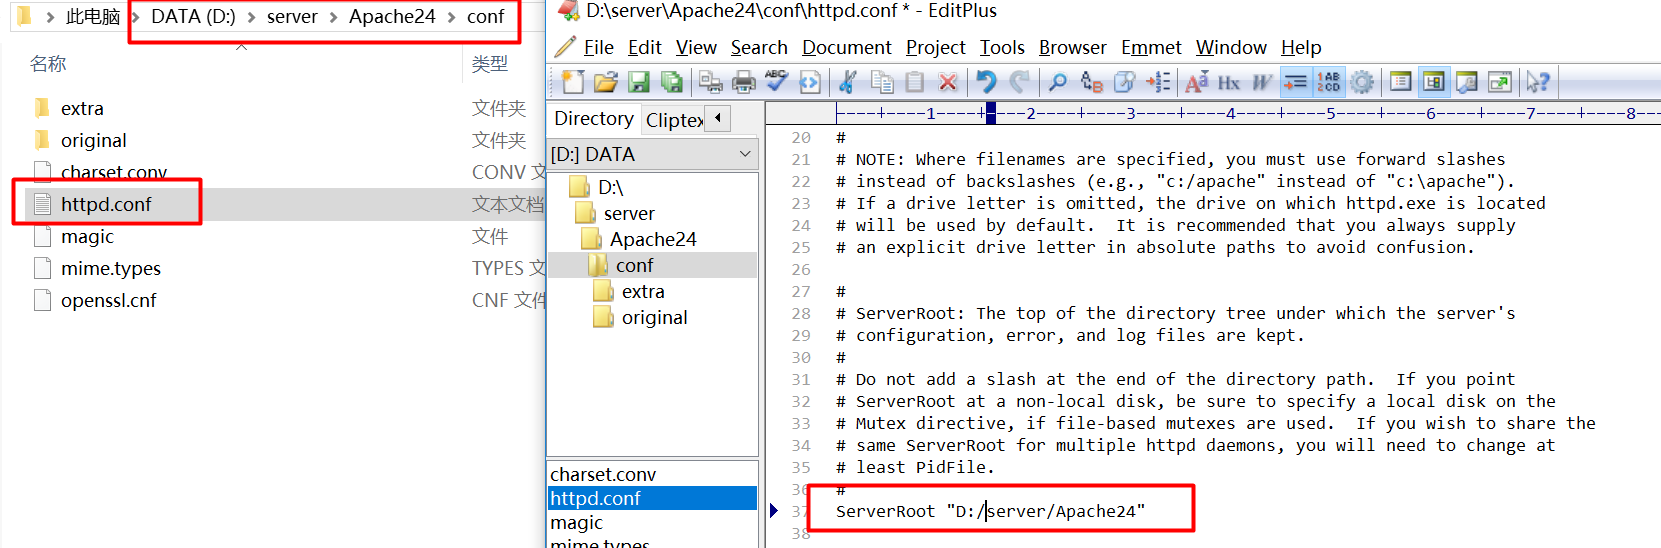 此电脑 > DATA (D:) > server > Apache24 > conf
名称 类型
extra 文件夹
original 文件夹
charset.conv CONV 文
httpd.conf 文本文档
magic 文件
mime.types TYPES 文
openssl.cnf CNF 文件
D:\server\Apache24\conf\httpd.conf * - EditPlus
File Edit View Search Document Project Tools Browser Emmet Window Help
Directory Cliptex
[D:] DATA
D:\
server
Apache24
conf
extra
original
charset.conv
httpd.conf
magic
mime.types
----+----1----+----2----+----3----+----4----+----5----+----6----+----7----+----8--
20 #
21 # NOTE: Where filenames are specified, you must use forward slashes
22 # instead of backslashes (e.g., "c:/apache" instead of "c:\apache").
23 # If a drive letter is omitted, the drive on which httpd.exe is located
24 # will be used by default.  It is recommended that you always supply
25 # an explicit drive letter in absolute paths to avoid confusion.
26
27 #
28 # ServerRoot: The top of the directory tree under which the server's
29 # configuration, error, and log files are kept.
30 #
31 # Do not add a slash at the end of the directory path.  If you point
32 # ServerRoot at a non-local disk, be sure to specify a local disk on the
33 # Mutex directive, if file-based mutexes are used.  If you wish to share the
34 # same ServerRoot for multiple httpd daemons, you will need to change at
35 # least PidFile.
36 #
37 ServerRoot "D:/server/Apache24"
38